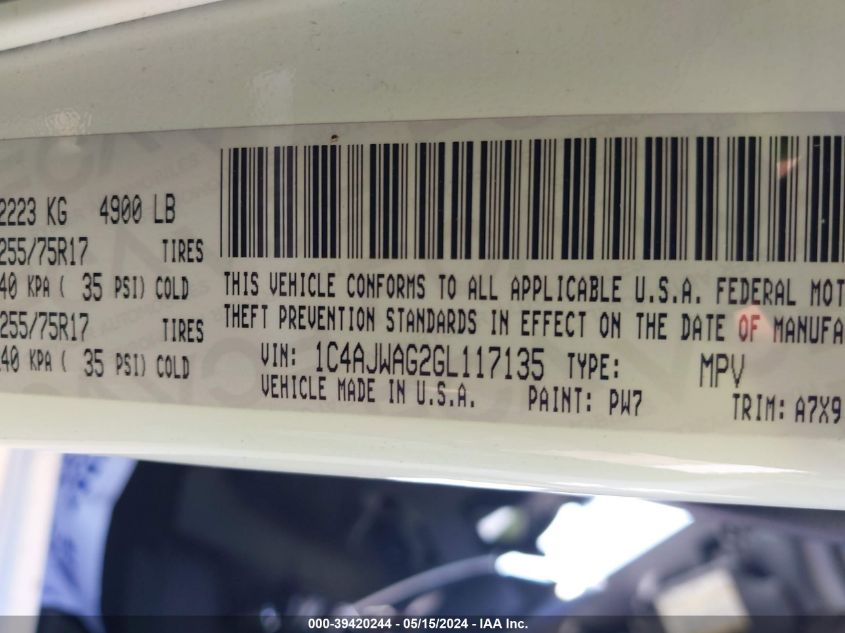 2223 KG 4900 LB
255/75R17 TIRES
40 KPA ( 35 PSI) COLD
255/75R17 TIRES
240 KPA ( 35 PSI) COLD
THIS VEHICLE CONFORMS TO ALL APPLICABLE U.S.A. FEDERAL MOT
THEFT PREVENTION STANDARDS IN EFFECT ON THE DATE OF MANUFA
VIN: 1C4AJWAG2GL117135 TYPE: MPV
VEHICLE MADE IN U.S.A. PAINT: PW7 TRIM: A7X9
000-39420244 - 05/15/2024 - IAA Inc.